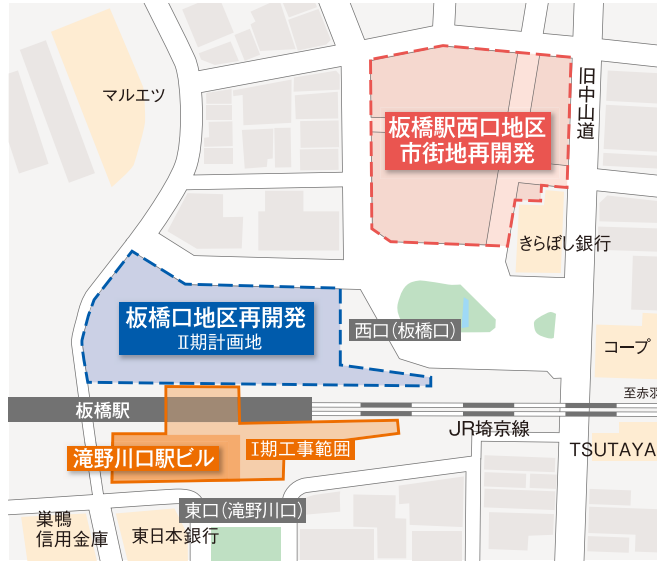 マルエツ
旧中山道
板橋駅西口地区
市街地再開発
きらぼし銀行
板橋口地区再開発
Ⅱ期計画地
西口(板橋口)
コープ
至赤羽
板橋駅
JR埼京線
滝野川口駅ビル
Ⅰ期工事範囲
TSUTAYA
東口(滝野川口)
巣鴨
信用金庫
東日本銀行